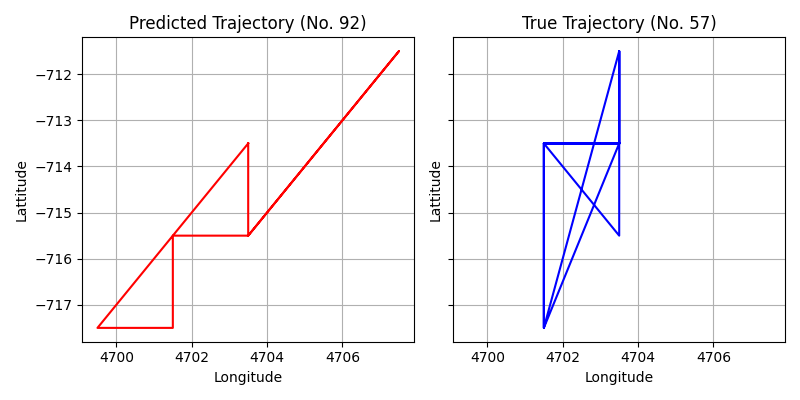 Predicted Trajectory (No. 92)
True Trajectory (No. 57)
Lattitude
−712
−713
−714
−715
−716
−717
4700 4702 4704 4706
Longitude
Lattitude
4700 4702 4704 4706
Longitude